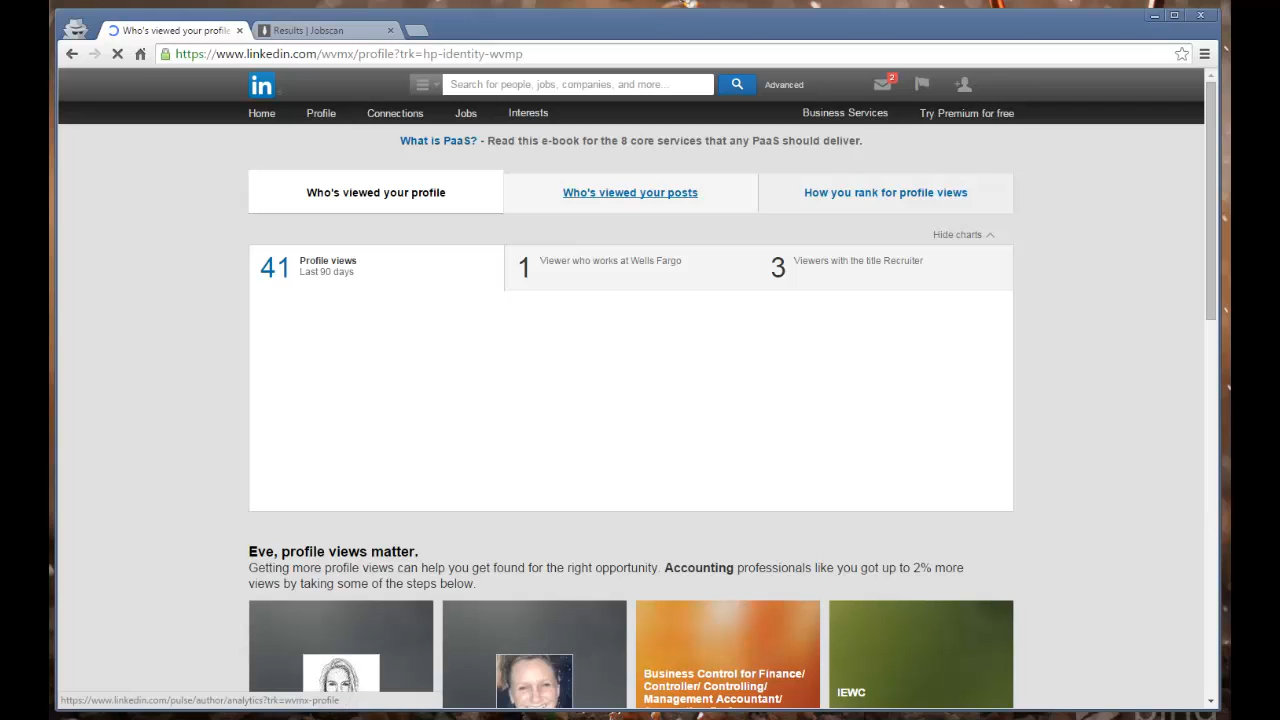 Who's viewed your profile
Results | Jobscan
https://www.linkedin.com/wvmx/profile?trk=hp-identity-wvmp
in
Search for people, jobs, companies, and more...
Advanced
2
Home
Profile
Connections
Jobs
Interests
Business Services
Try Premium for free
What is PaaS? - Read this e-book for the 8 core services that any PaaS should deliver.
Who's viewed your profile
Who's viewed your posts
How you rank for profile views
Hide charts
41
Profile views
Last 90 days
1
Viewer who works at Wells Fargo
3
Viewers with the title Recruiter
Eve, profile views matter.
Getting more profile views can help you get found for the right opportunity. Accounting professionals like you got up to 2% more
views by taking some of the steps below.
Business Control for Finance/
Controller/ Controlling/
Management Accountant/
IEWC
https://www.linkedin.com/pulse/author/analytics?trk=wvmx-profile